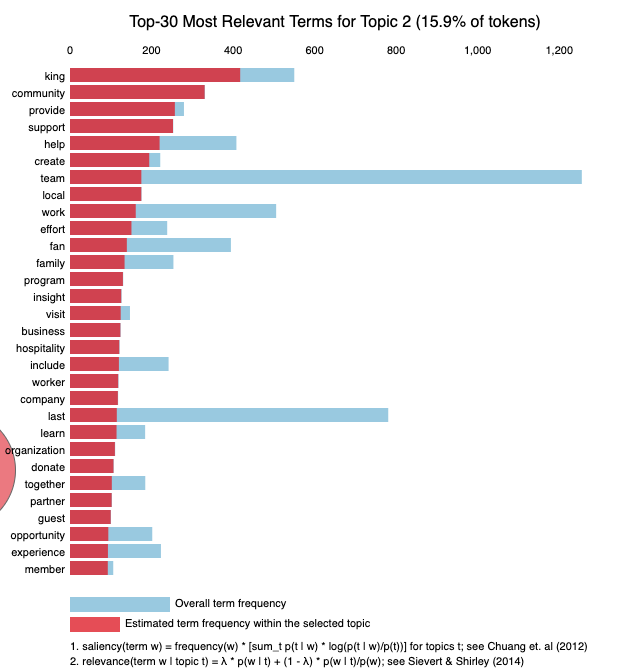 Top-30 Most Relevant Terms for Topic 2 (15.9% of tokens)
0 200 400 600 800 1,000 1,200
king
community
provide
support
help
create
team
local
work
effort
fan
family
program
insight
visit
business
hospitality
include
worker
company
last
learn
organization
donate
together
partner
guest
opportunity
experience
member
Overall term frequency
Estimated term frequency within the selected topic
1. saliency(term w) = frequency(w) * [sum_t p(t | w) * log(p(t | w)/p(t))] for topics t; see Chuang et. al (2012)
2. relevance(term w | topic t) = λ * p(w | t) + (1 - λ) * p(w | t)/p(w); see Sievert & Shirley (2014)